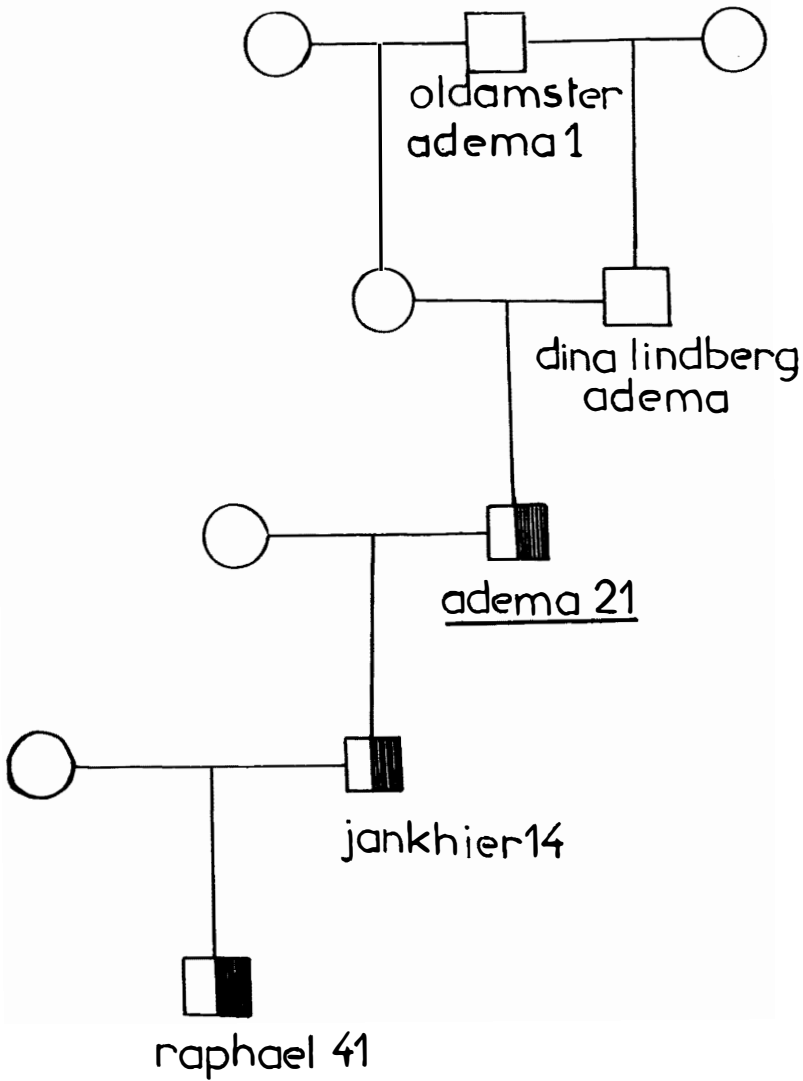 oldamster
adema 1
dina lindberg
adema
adema 21
jankhier 14
raphael 41